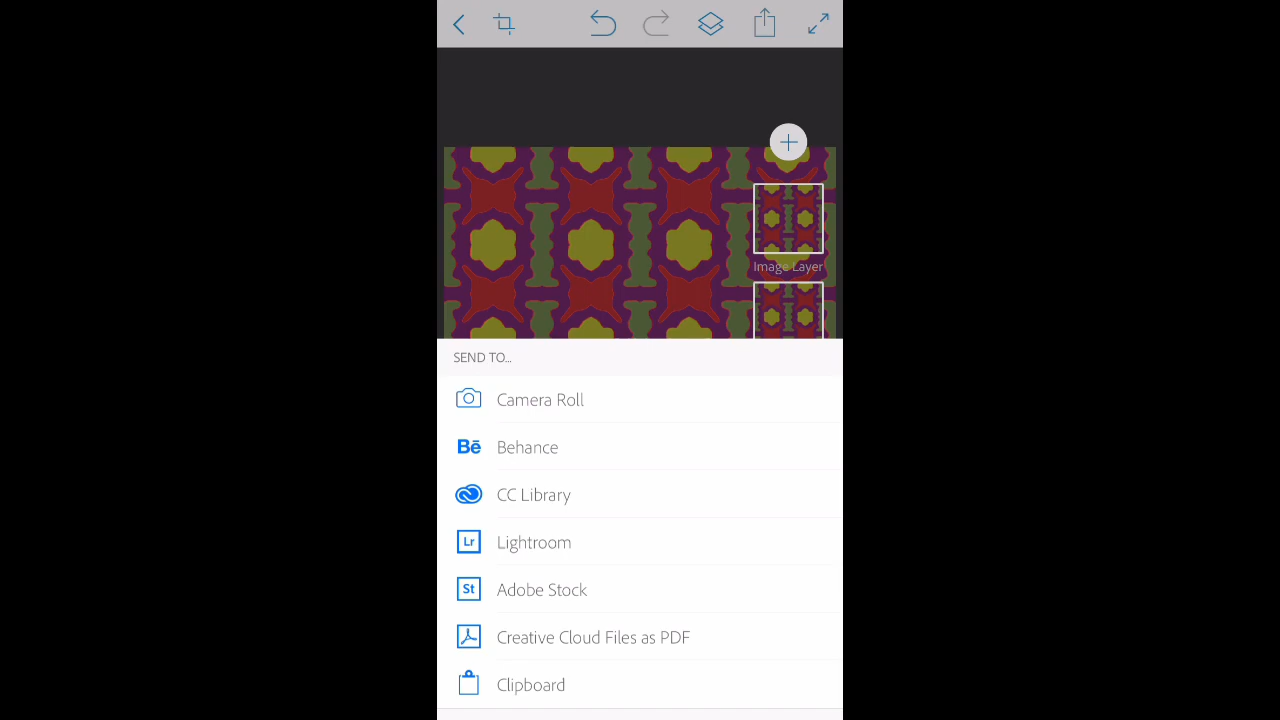 Image Layer
SEND TO...
Camera Roll
Bē Behance
CC Library
Lr Lightroom
St Adobe Stock
Creative Cloud Files as PDF
Clipboard